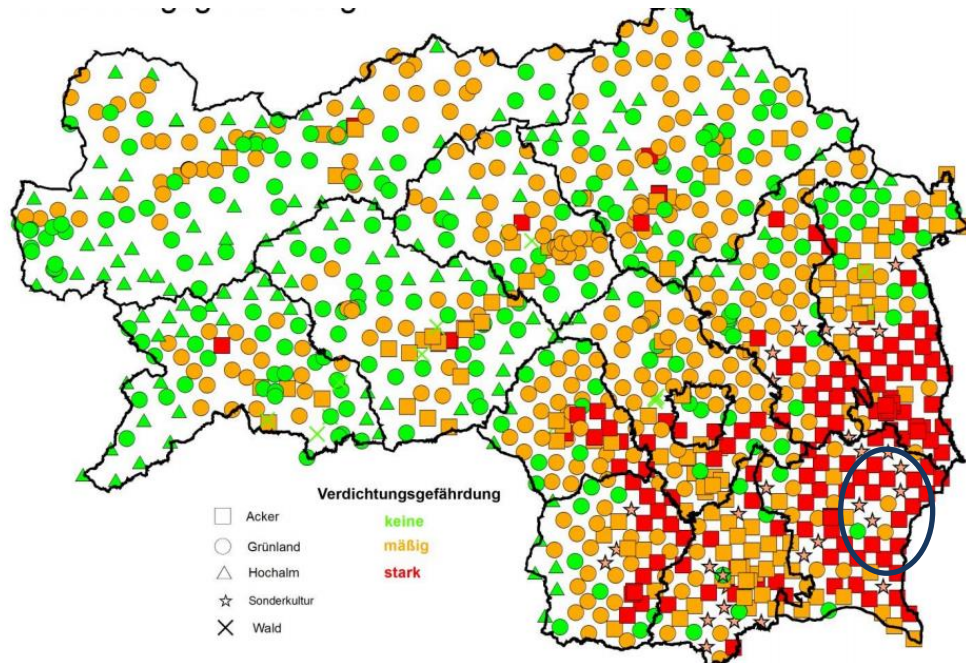 Verdichtungsgefährdung
Acker
keine
Grünland
mäßig
Hochalm
stark
Sonderkultur
Wald